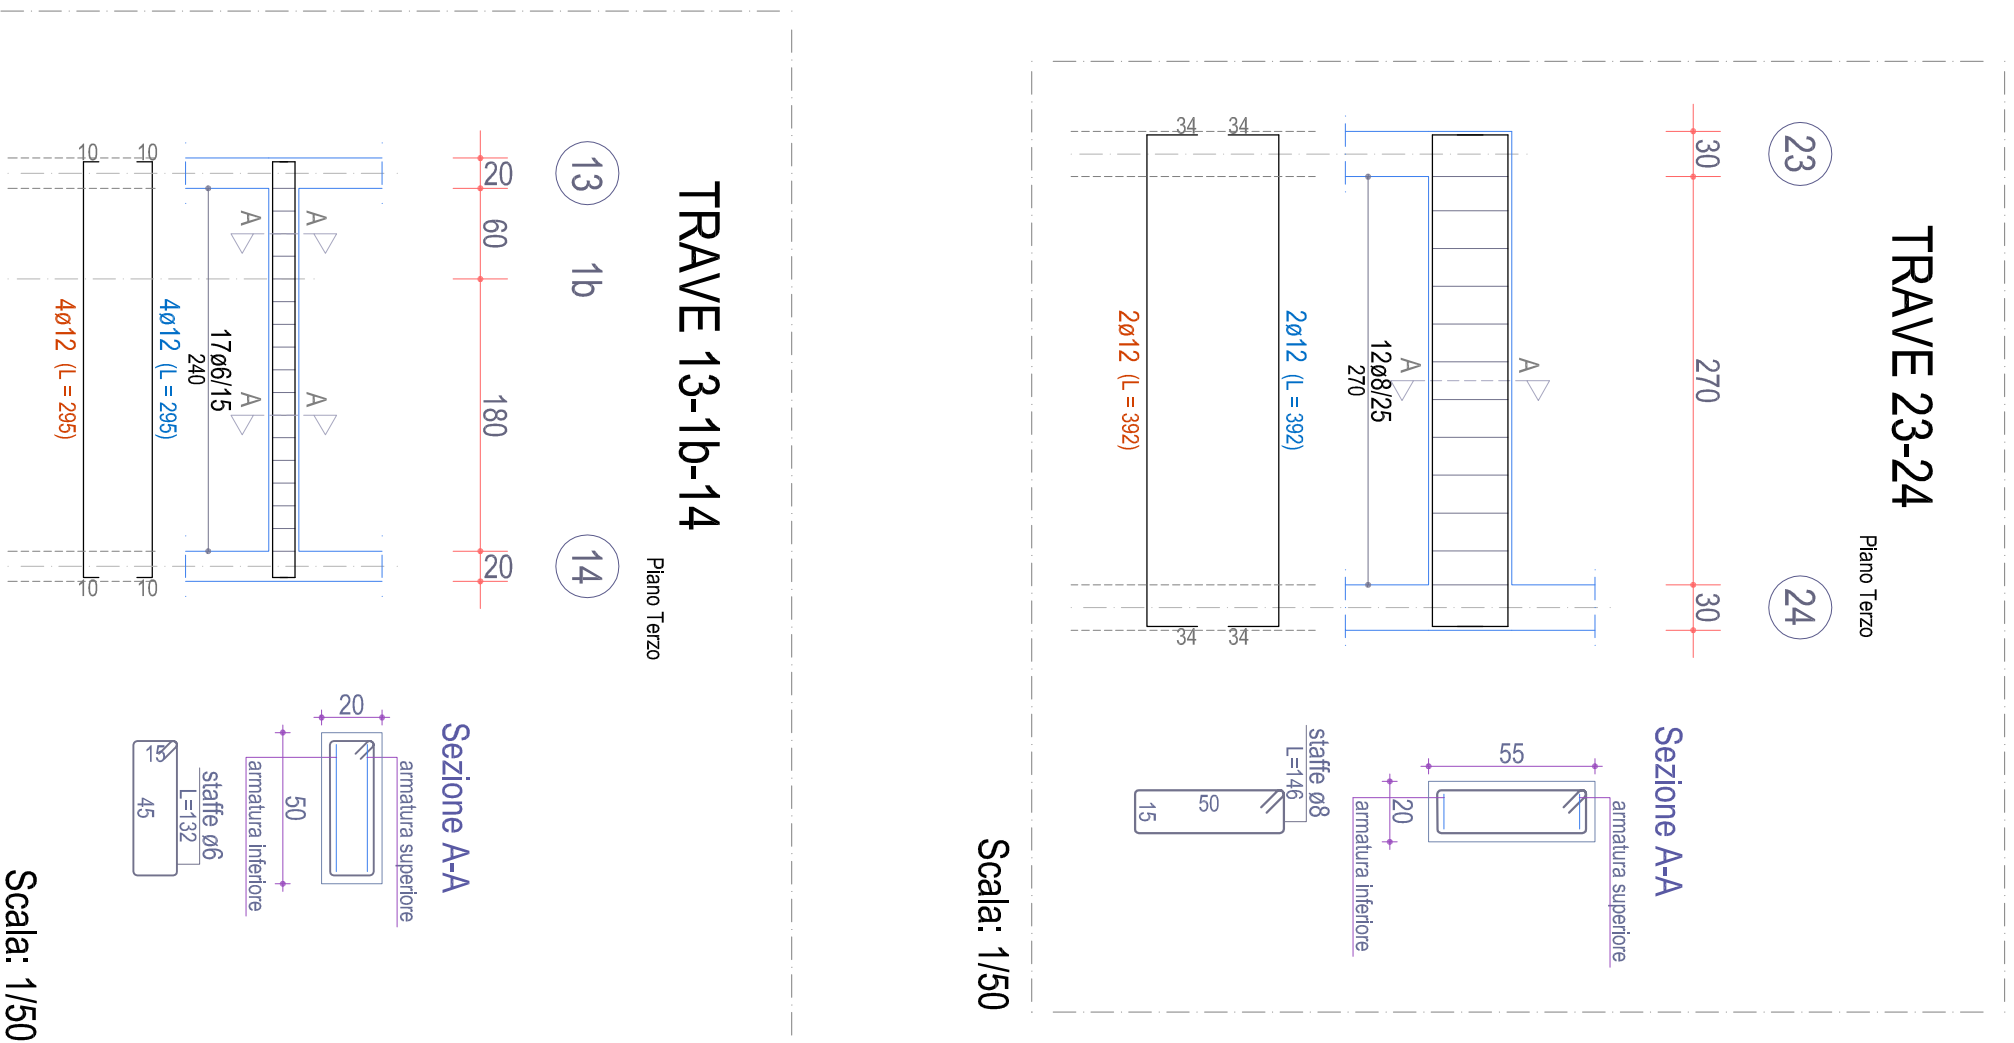 TRAVE 23-24
Piano Terzo
23
24
30
270
30
A
A
12ø8/25
270
2ø12 (L = 392)
34
34
34
34
2ø12 (L = 392)
Sezione A-A
armatura superiore
55
20
armatura inferiore
staffe ø8
L=146
50
15
Scala: 1/50
TRAVE 13-1b-14
Piano Terzo
13
1b
14
20
60
180
20
A
A
A
A
17ø6/15
240
4ø12 (L = 295)
10
10
10
10
4ø12 (L = 295)
Sezione A-A
armatura superiore
20
50
armatura inferiore
staffe ø6
L=132
15
45
Scala: 1/50